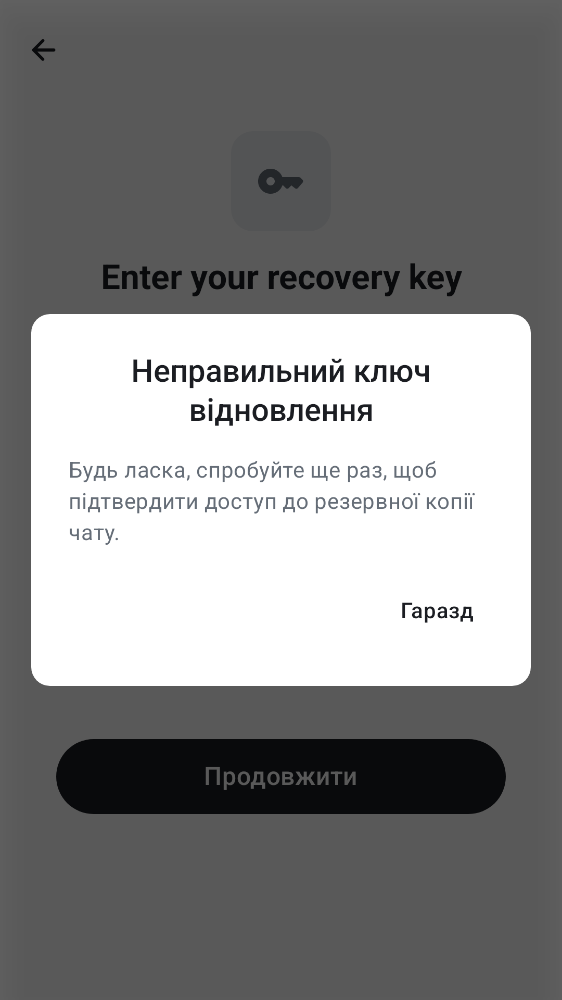 Enter your recovery key
Неправильний ключ
відновлення
Будь ласка, спробуйте ще раз, щоб
підтвердити доступ до резервної копії
чату.
Гаразд
Продовжити